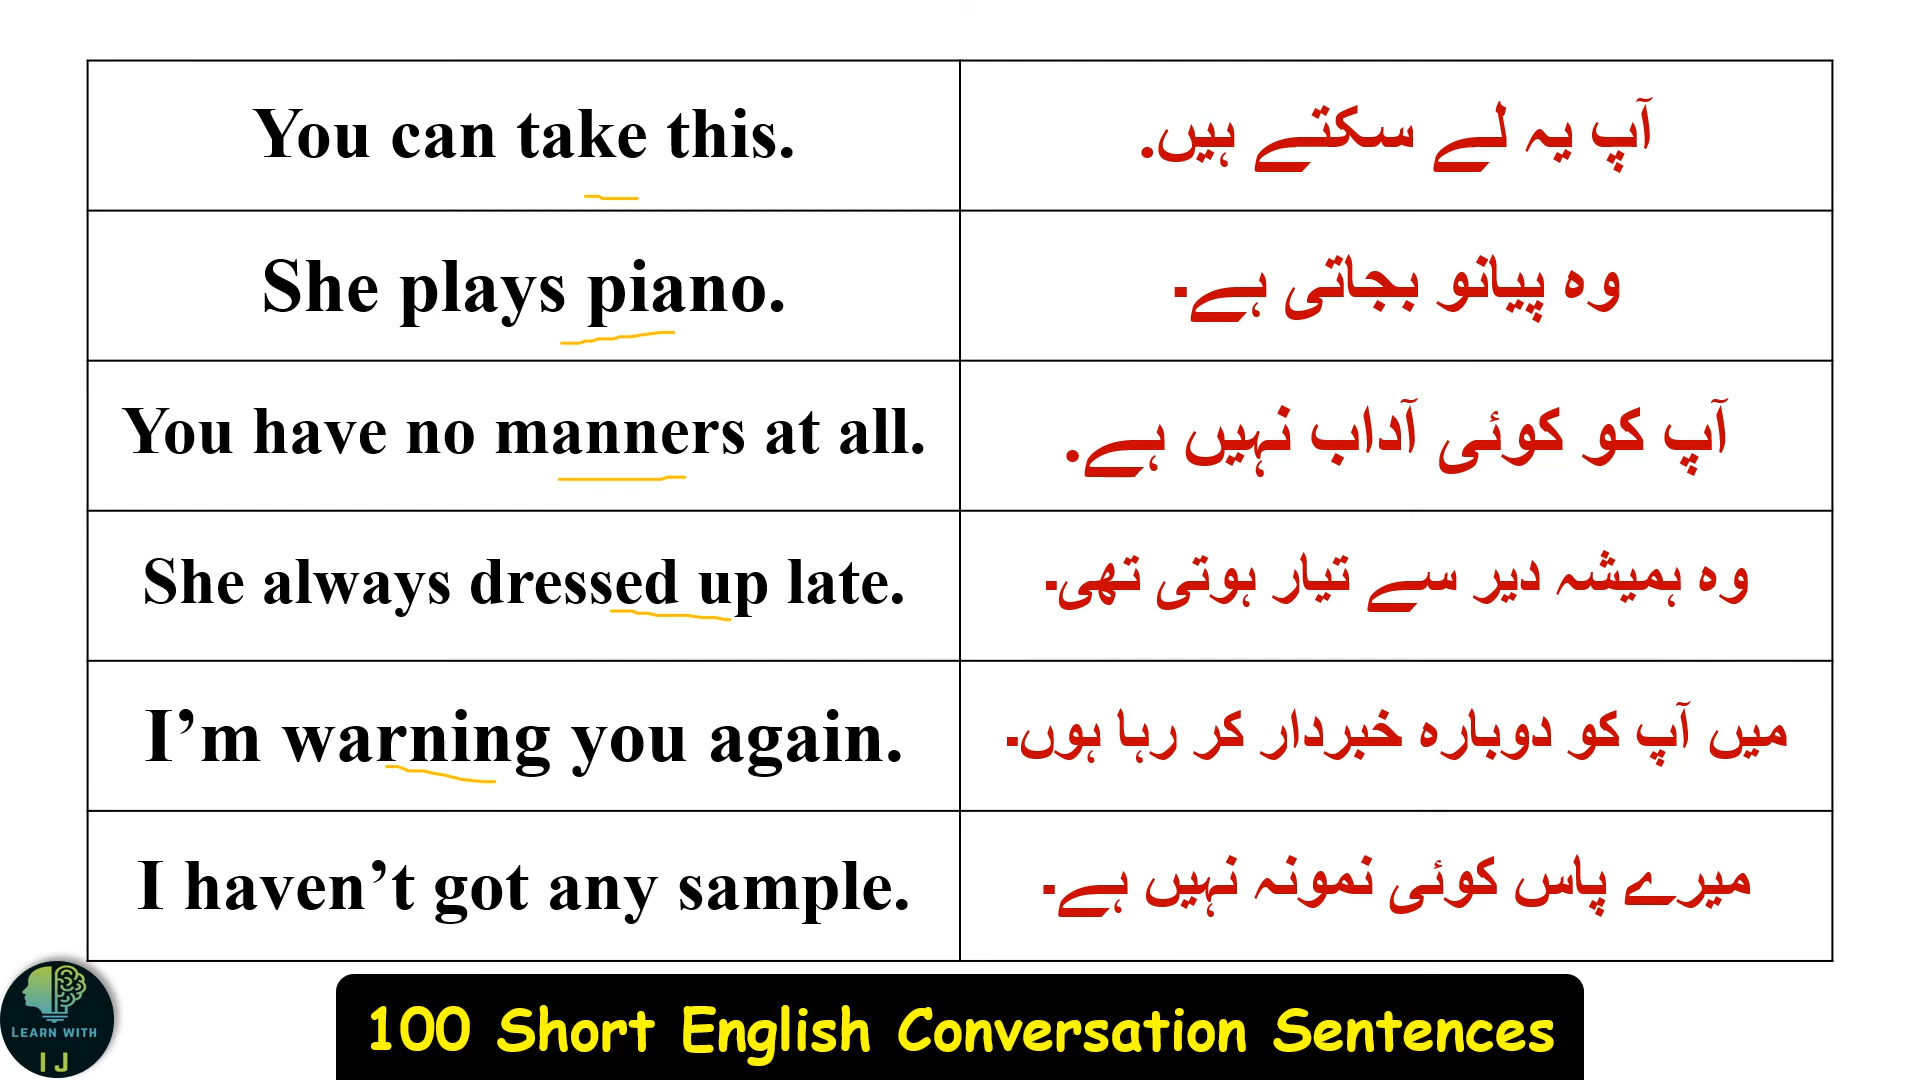 You can take this.
آپ یہ لے سکتے ہیں.
She plays piano.
وہ پیانو بجاتی ہے۔
You have no manners at all.
آپ کو کوئی آداب نہیں ہے.
She always dressed up late.
وہ ہمیشہ دیر سے تیار ہوتی تھی۔
I’m warning you again.
میں آپ کو دوبارہ خبردار کر رہا ہوں۔
I haven’t got any sample.
میرے پاس کوئی نمونہ نہیں ہے۔
LEARN WITH
I J
100 Short English Conversation Sentences